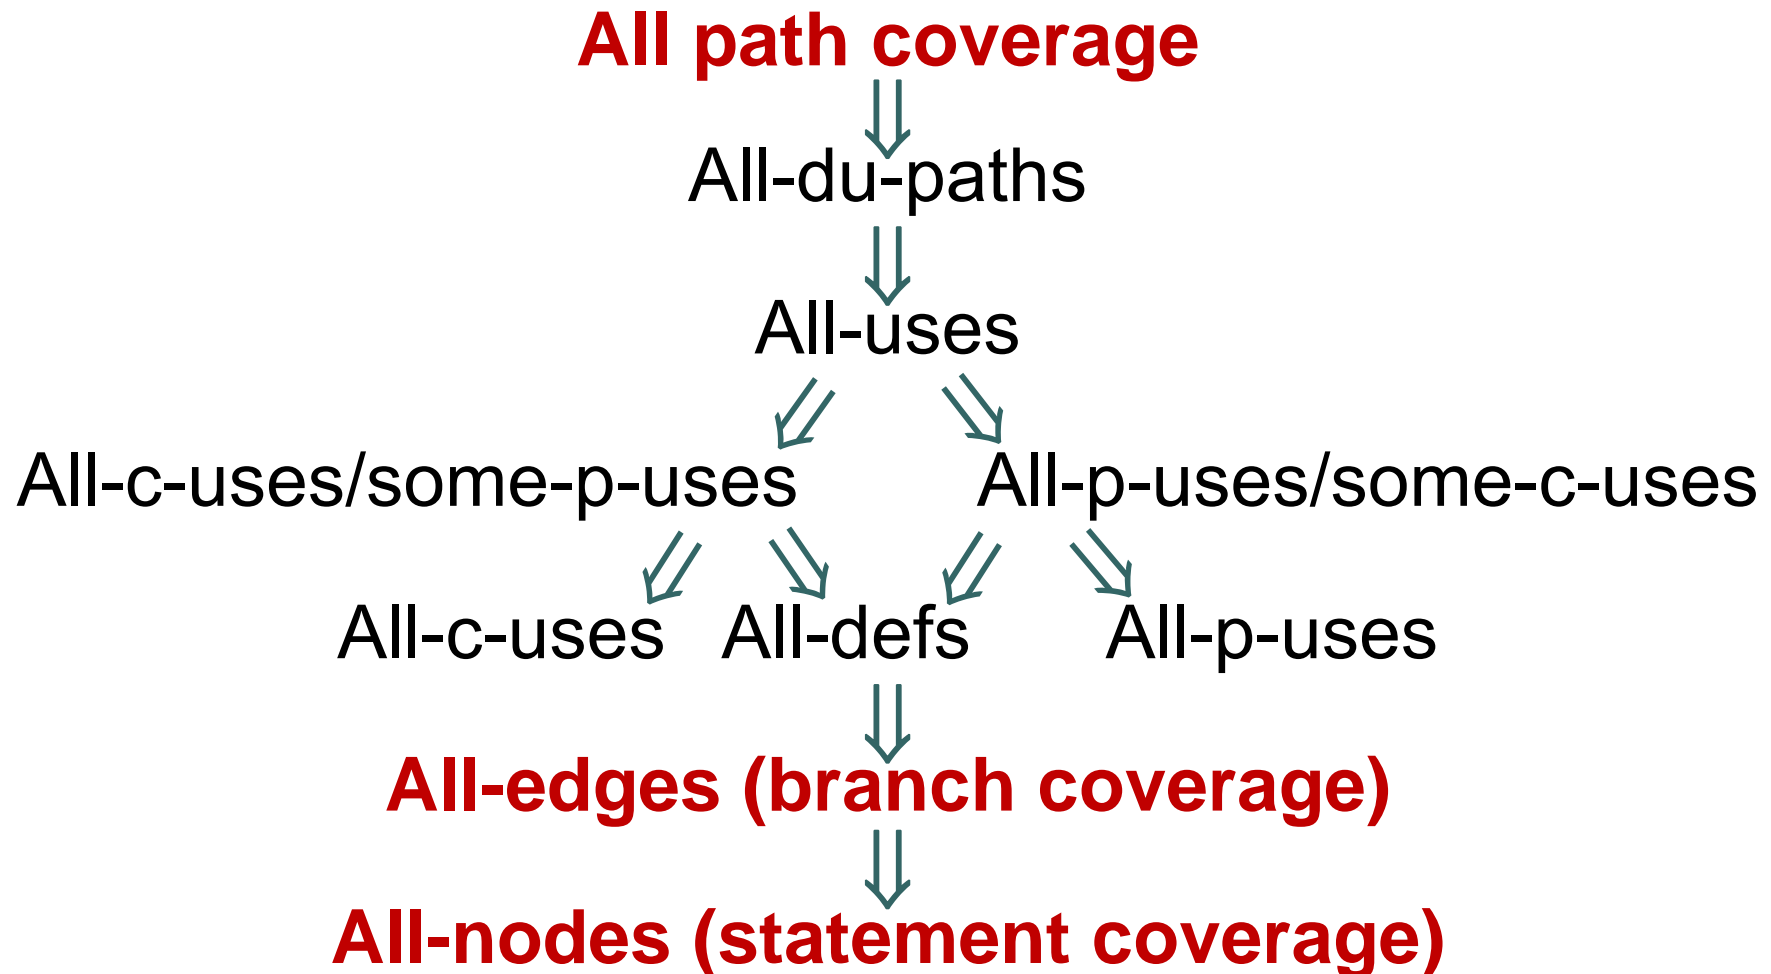 All path coverage
All-du-paths
All-uses
All-c-uses/some-p-uses
All-p-uses/some-c-uses
All-c-uses
All-defs
All-p-uses
All-edges (branch coverage)
All-nodes (statement coverage)